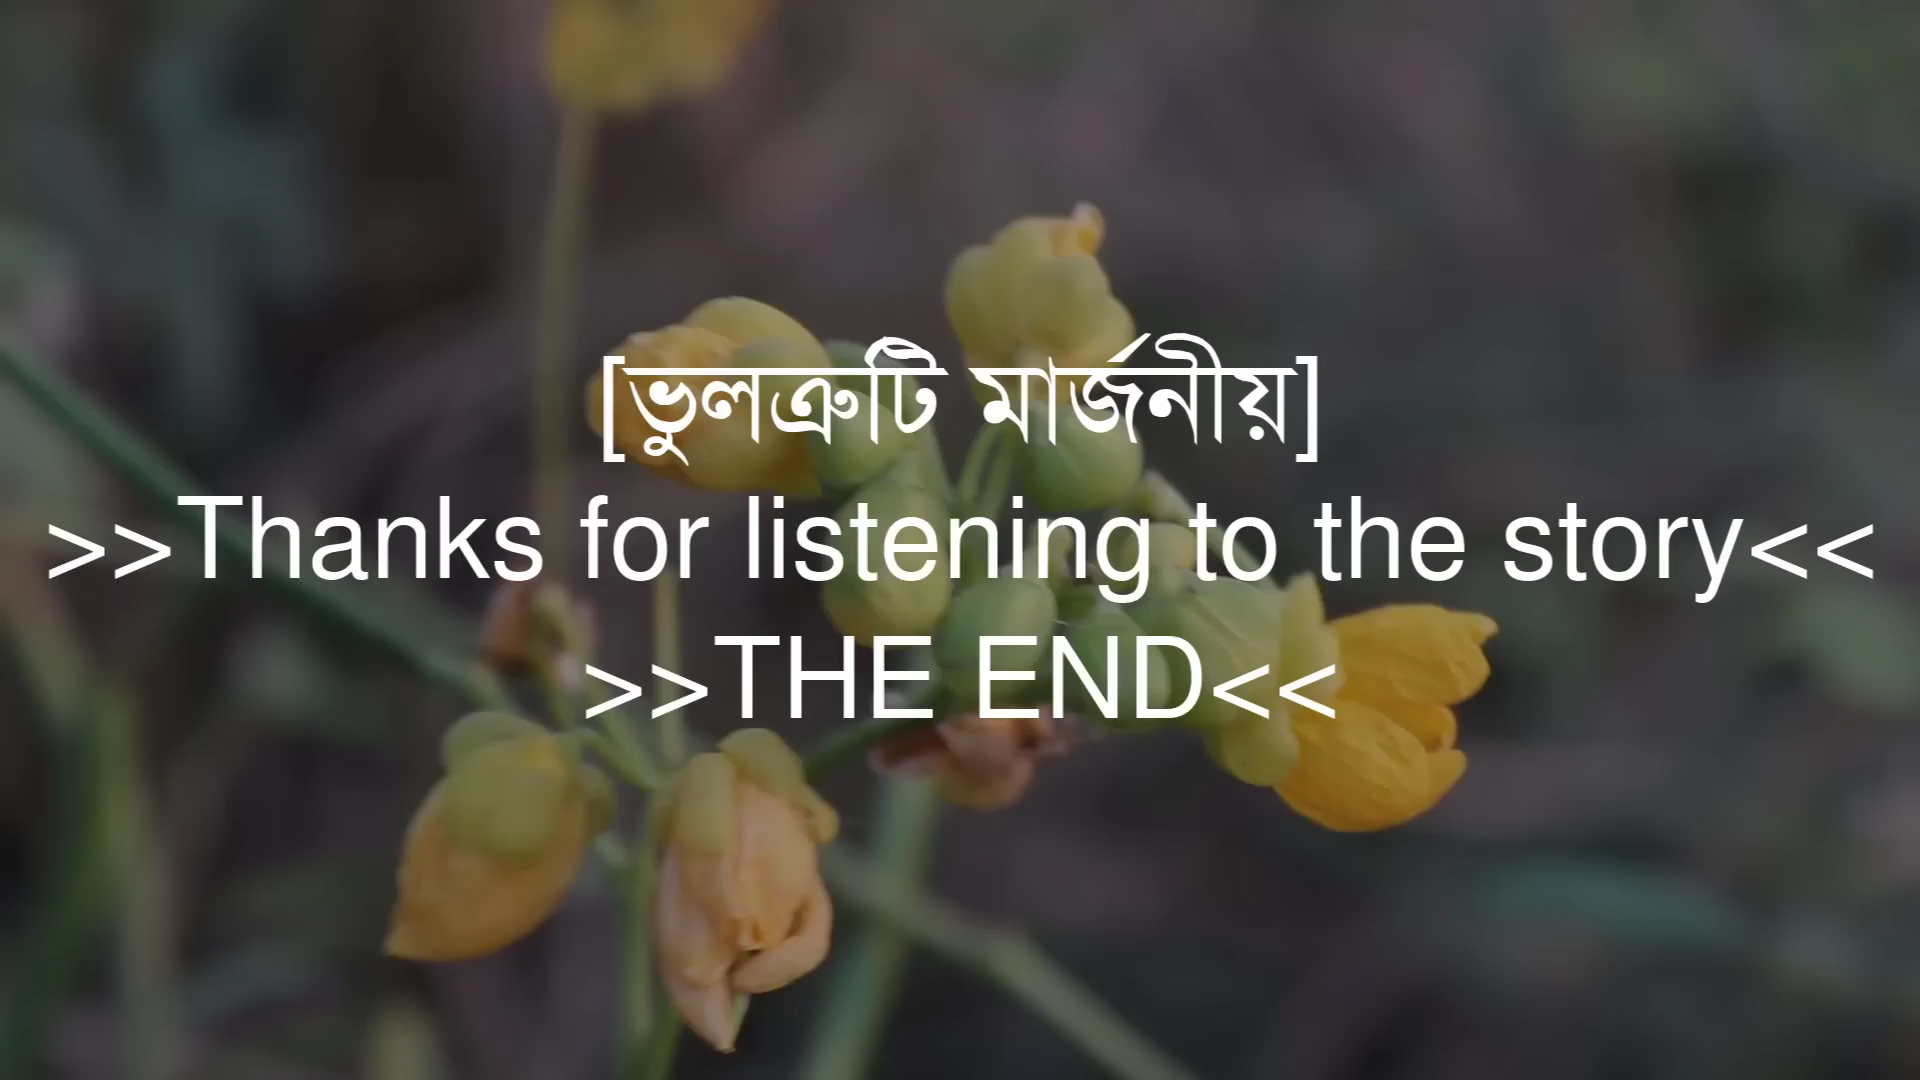 [ভুলত্রুটি মার্জনীয়]
>>Thanks for listening to the story<<
>>THE END<<